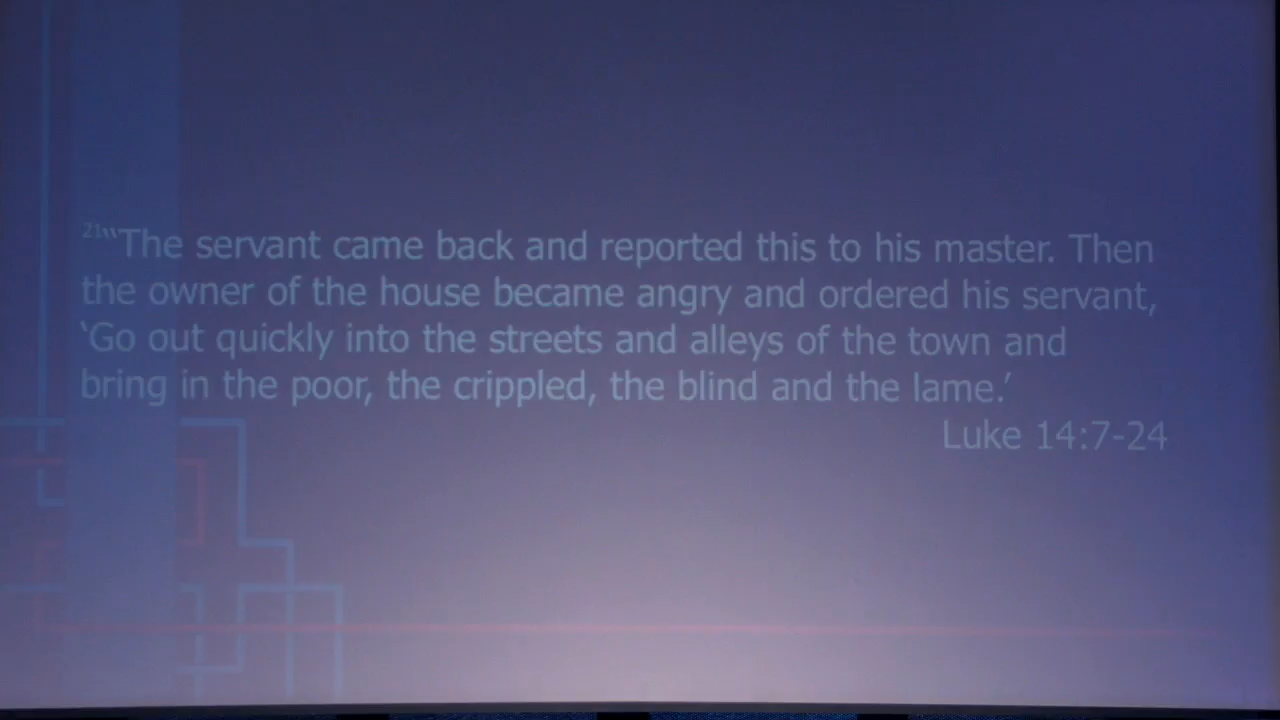 21“The servant came back and reported this to his master. Then
the owner of the house became angry and ordered his servant,
‘Go out quickly into the streets and alleys of the town and
bring in the poor, the crippled, the blind and the lame.’
Luke 14:7-24